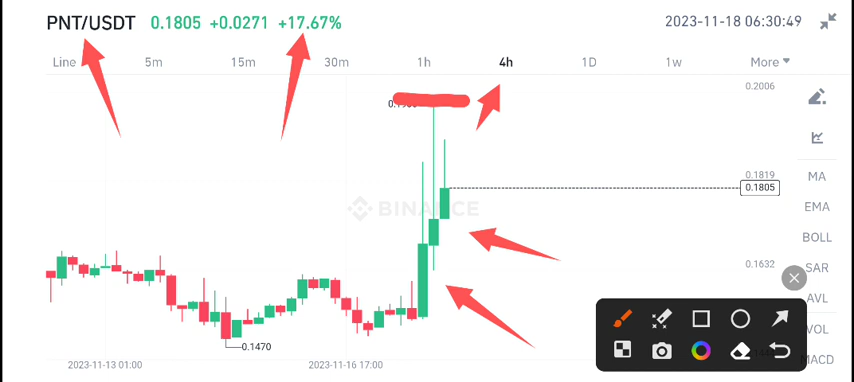 PNT/USDT 0.1805 +0.0271 +17.67% 2023-11-18 06:30:49
Line 5m 15m 30m 1h 4h 1D 1w More
0.2006
0.1819
0.1805
MA
BINANCE
EMA
BOLL
0.1632
SAR
AVL
VOL
0.1470
MACD
2023-11-13 01:00 2023-11-16 17:00